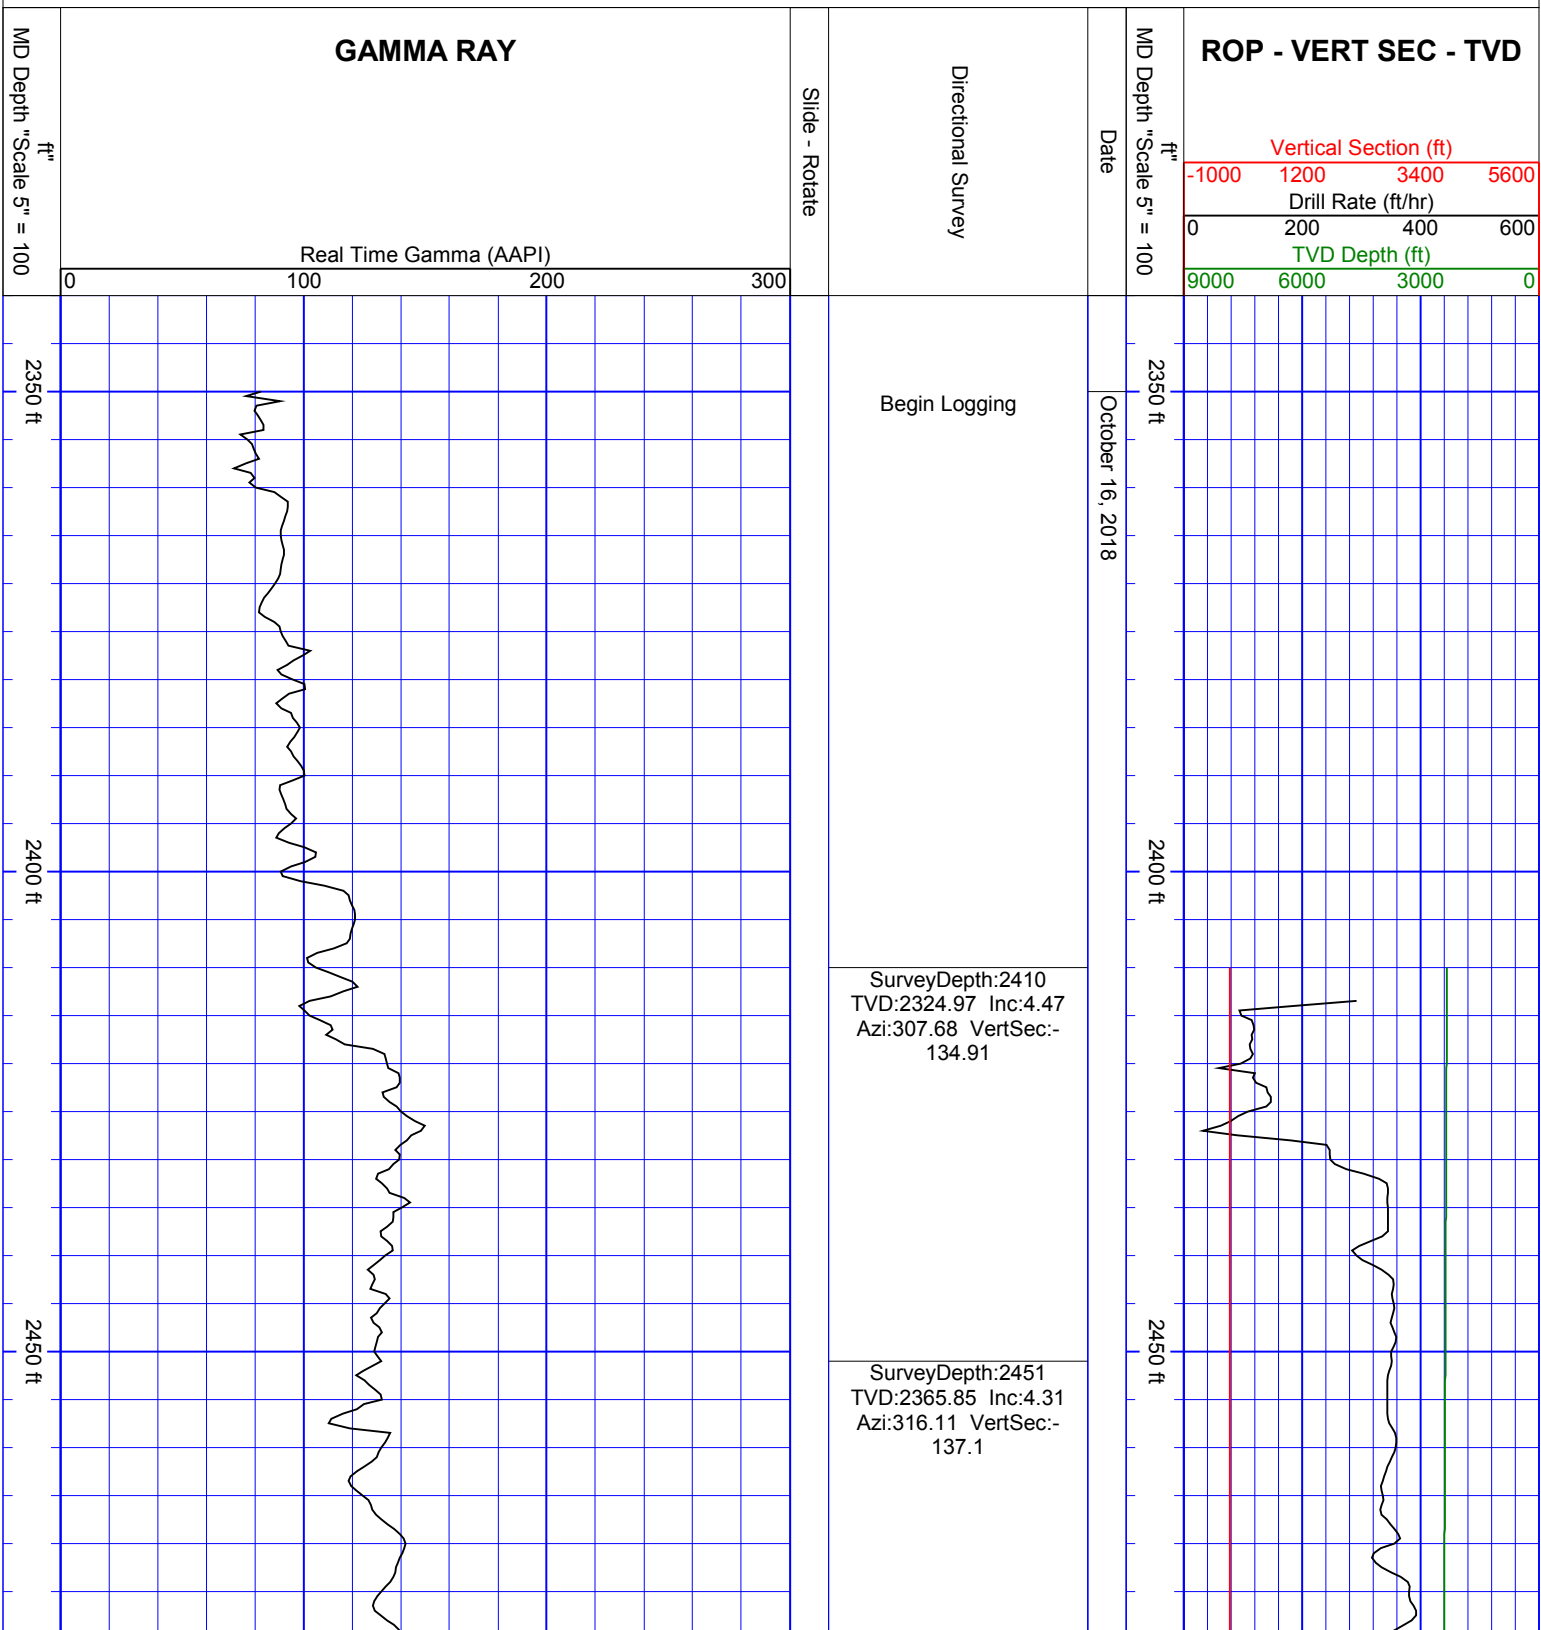 MD Depth "Scale 5" = 100
ft"
GAMMA RAY
Real Time Gamma (AAPI)
0 100 200 300
Slide - Rotate
Directional Survey
Date
MD Depth "Scale 5" = 100
ft"
ROP - VERT SEC - TVD
Vertical Section (ft)
-1000 1200 3400 5600
Drill Rate (ft/hr)
0 200 400 600
TVD Depth (ft)
9000 6000 3000 0
2350 ft
2400 ft
2450 ft
Begin Logging
SurveyDepth:2410
TVD:2324.97 Inc:4.47
Azi:307.68 VertSec:-
134.91
SurveyDepth:2451
TVD:2365.85 Inc:4.31
Azi:316.11 VertSec:-
137.1
October 16, 2018
2350 ft
2400 ft
2450 ft